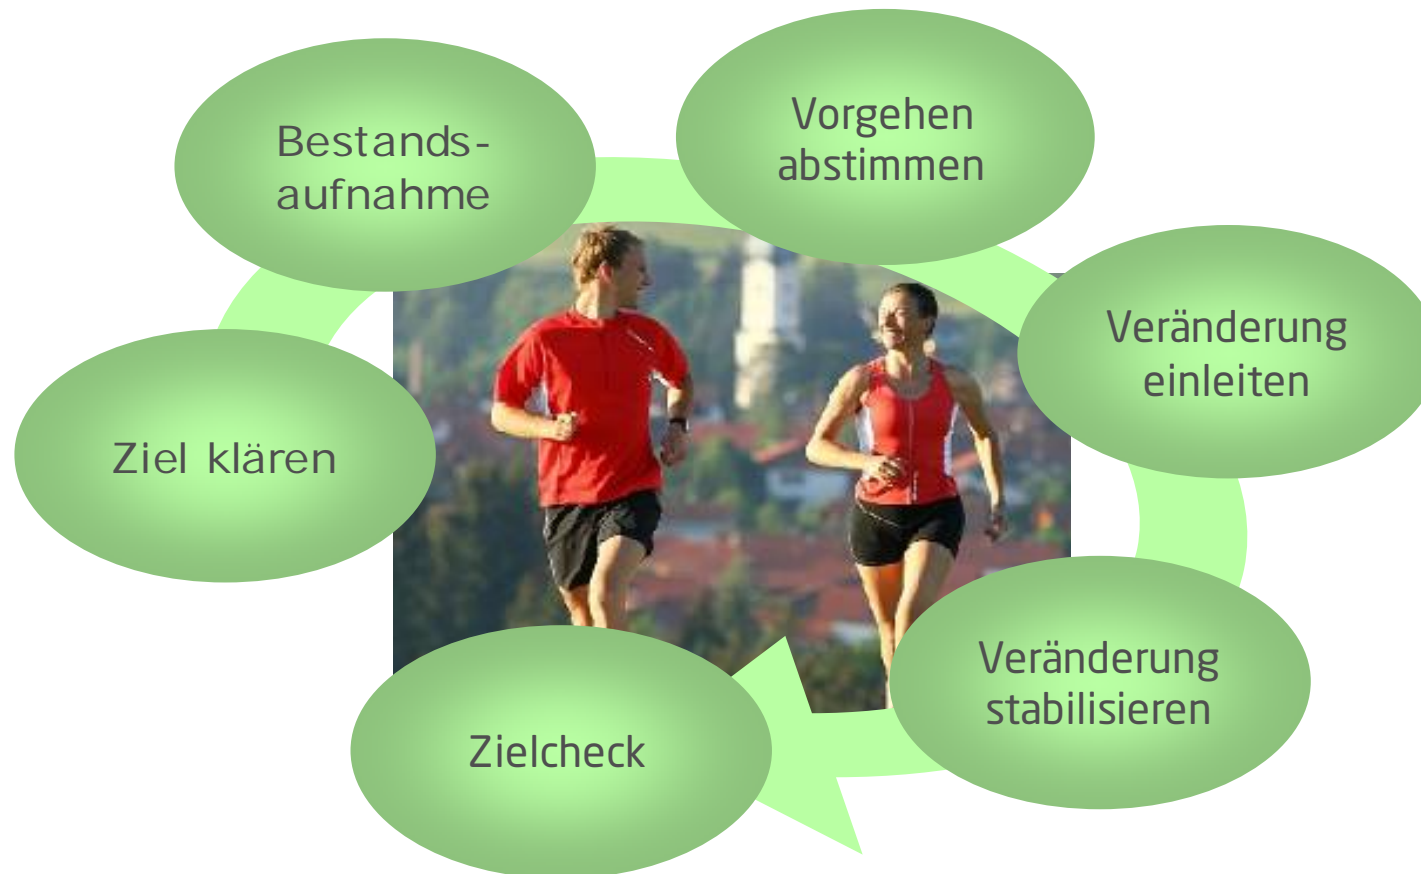 Ziel klären
Bestands-
aufnahme
Vorgehen
abstimmen
Veränderung
einleiten
Veränderung
stabilisieren
Zielcheck